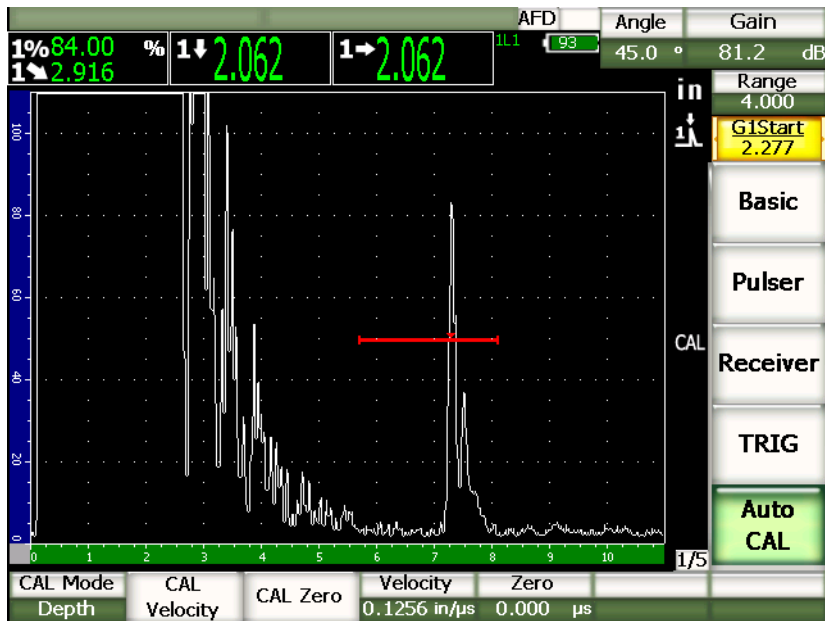 AFD
Angle
Gain
1%84.00 %
1 2.916
1 2.062
1 2.062
1L1
93
45.0 °
81.2 dB
in
Range
4.000
1
G1Start
2.277
Basic
Pulser
Receiver
TRIG
Auto
CAL
CAL
100
80
60
40
20
0
0 1 2 3 4 5 6 7 8 9 10
1/5
CAL Mode
Depth
CAL
Velocity
CAL Zero
Velocity
0.1256 in/µs
Zero
0.000 µs